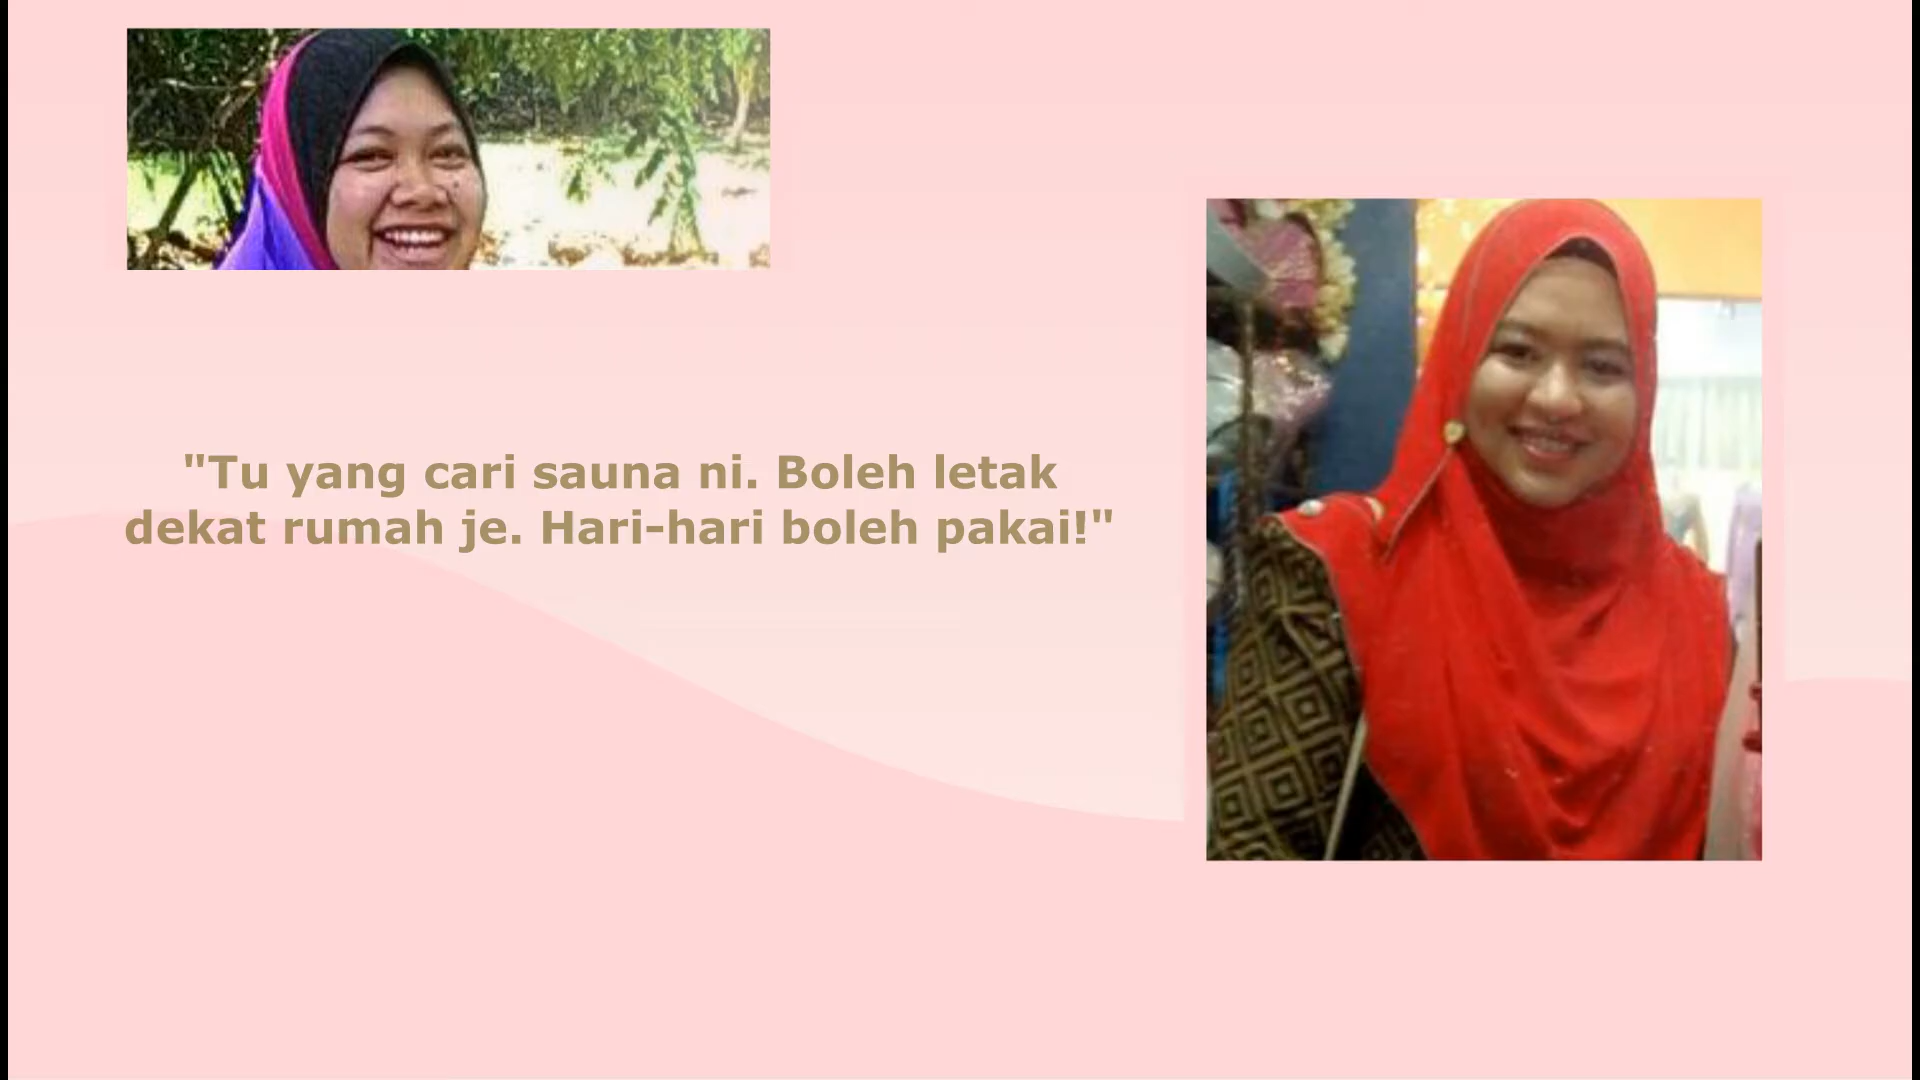 "Tu yang cari sauna ni. Boleh letak
dekat rumah je. Hari-hari boleh pakai!"